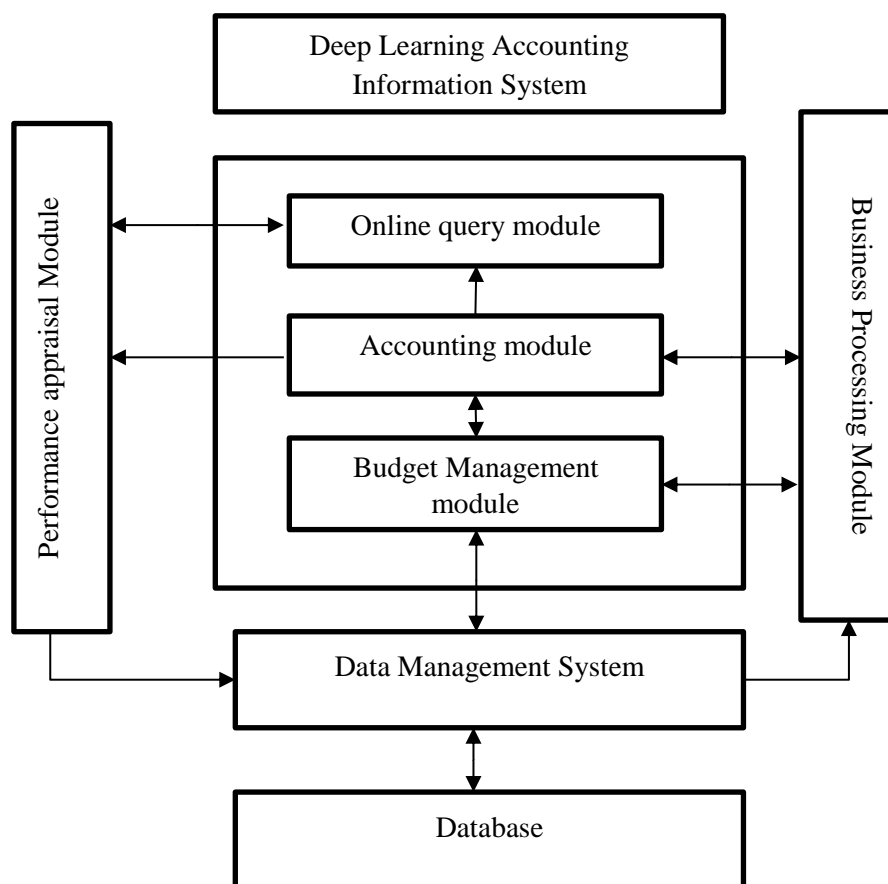 Deep Learning Accounting
Information System
Performance appraisal Module
Online query module
Accounting module
Budget Management
module
Business Processing Module
Data Management System
Database